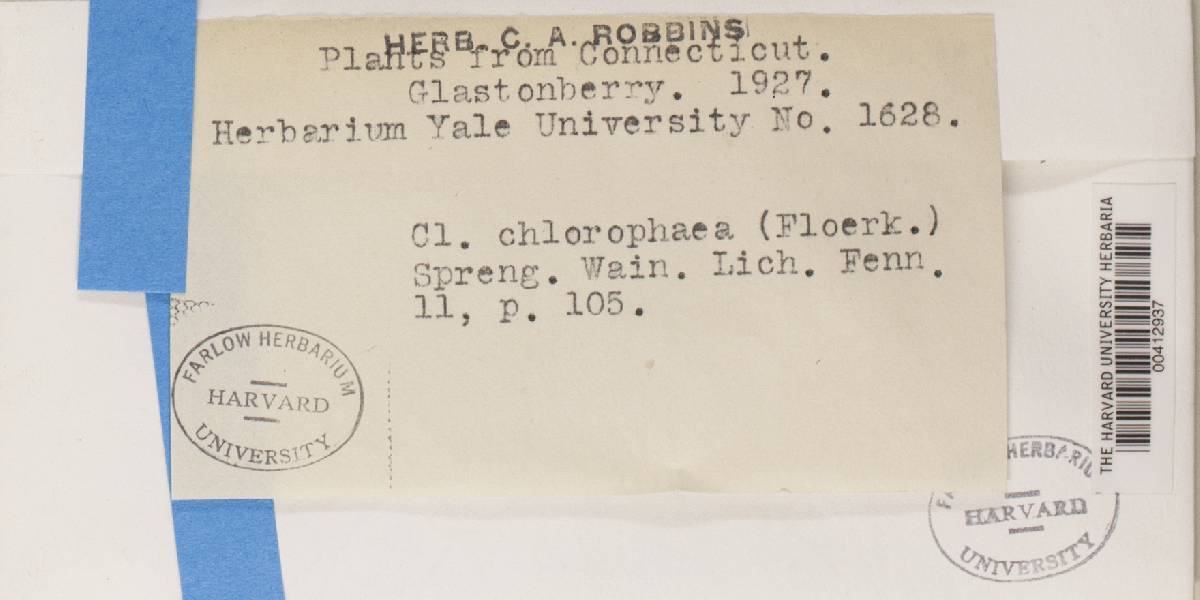 HERB. C. A. ROBBINS
Plants from Connecticut.
Glastonberry. 1927.
Herbarium Yale University No. 1628.
Cl. chlorophaea (Floerk.)
Spreng. Wain. Lich. Fenn.
11, p. 105.
FARLOW HERBARIUM
HARVARD
UNIVERSITY
THE HARVARD UNIVERSITY HERBARIA
00412937
HERBARIU
HARVARD
UNIVERSITY